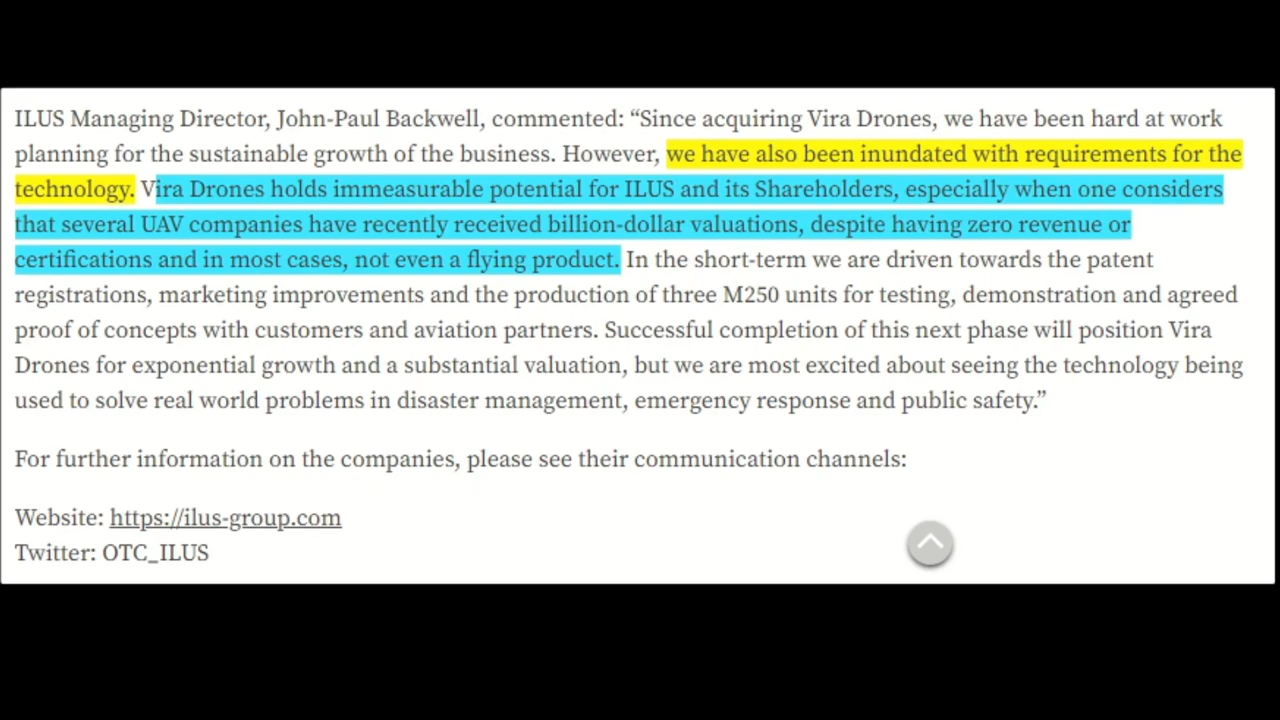 ILUS Managing Director, John-Paul Backwell, commented: “Since acquiring Vira Drones, we have been hard at work
planning for the sustainable growth of the business. However, we have also been inundated with requirements for the
technology. Vira Drones holds immeasurable potential for ILUS and its Shareholders, especially when one considers
that several UAV companies have recently received billion-dollar valuations, despite having zero revenue or
certifications and in most cases, not even a flying product. In the short-term we are driven towards the patent
registrations, marketing improvements and the production of three M250 units for testing, demonstration and agreed
proof of concepts with customers and aviation partners. Successful completion of this next phase will position Vira
Drones for exponential growth and a substantial valuation, but we are most excited about seeing the technology being
used to solve real world problems in disaster management, emergency response and public safety.”
For further information on the companies, please see their communication channels:
Website: https://ilus-group.com
Twitter: OTC_ILUS